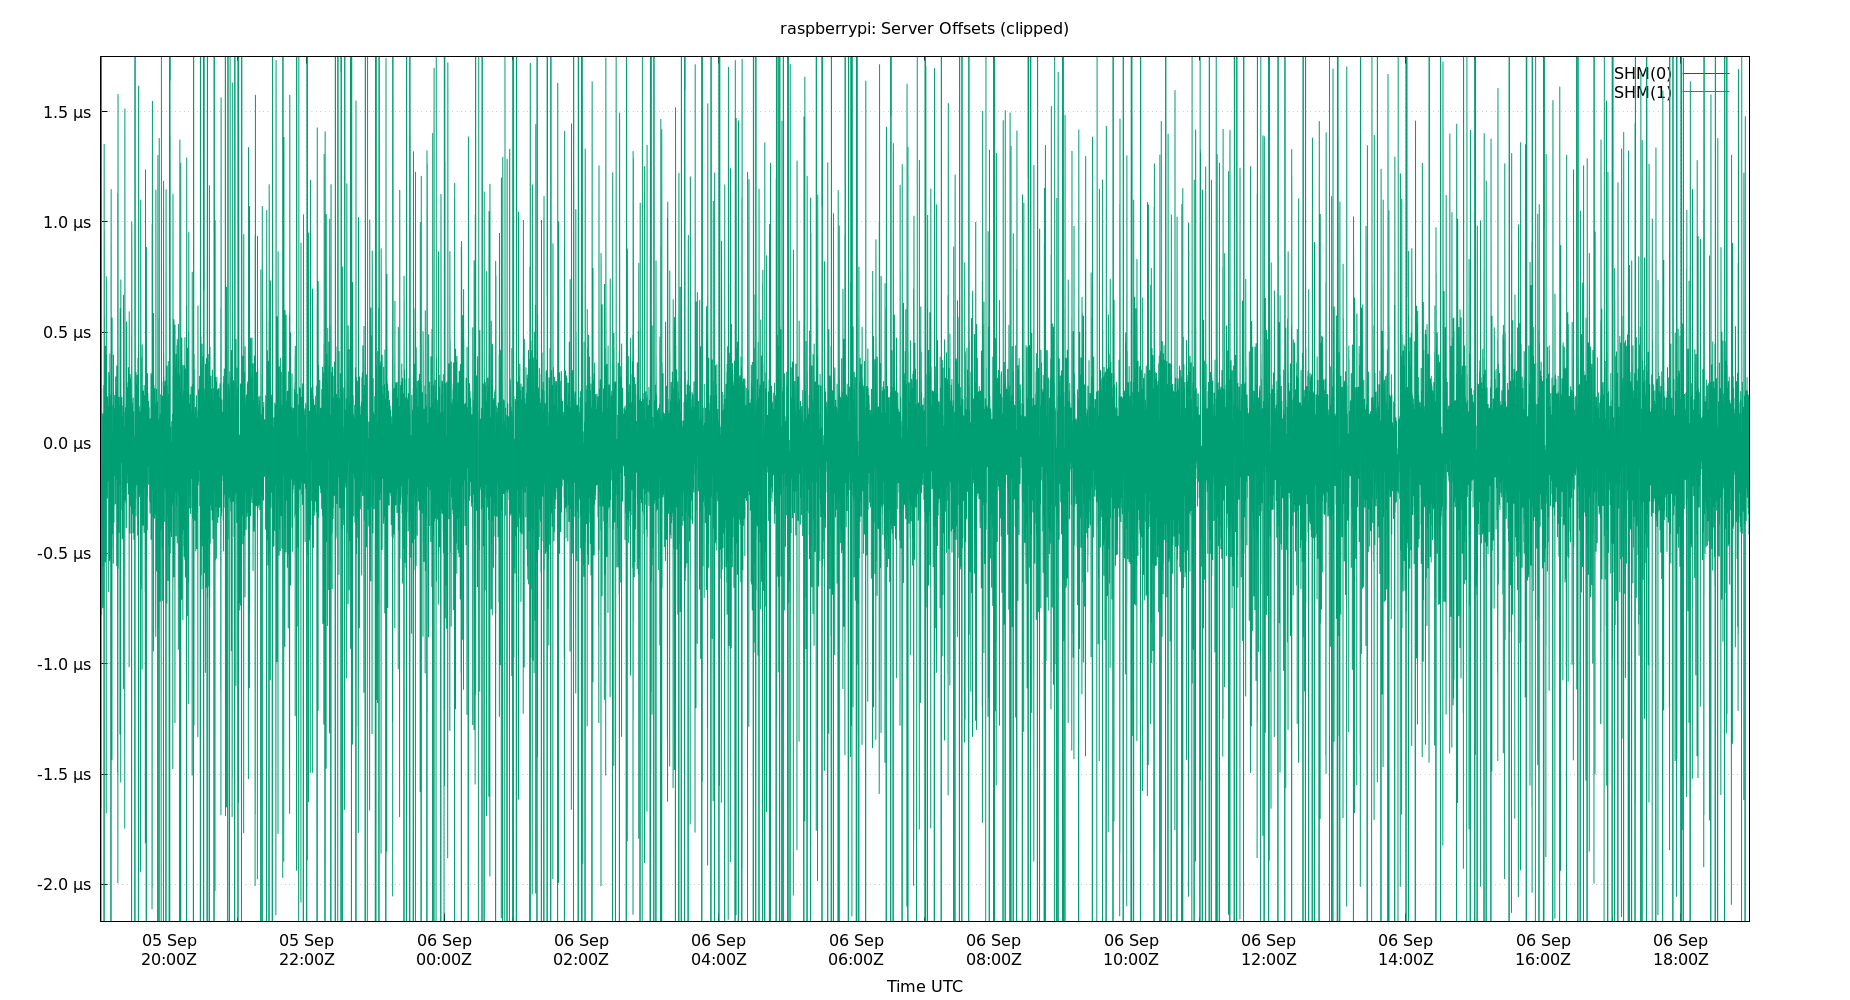 raspberrypi: Server Offsets (clipped)
SHM(0)
SHM(1)
1.5 µs
1.0 µs
0.5 µs
0.0 µs
-0.5 µs
-1.0 µs
-1.5 µs
-2.0 µs
05 Sep 05 Sep 06 Sep 06 Sep 06 Sep 06 Sep 06 Sep 06 Sep 06 Sep 06 Sep 06 Sep 06 Sep
20:00Z 22:00Z 00:00Z 02:00Z 04:00Z 06:00Z 08:00Z 10:00Z 12:00Z 14:00Z 16:00Z 18:00Z
Time UTC